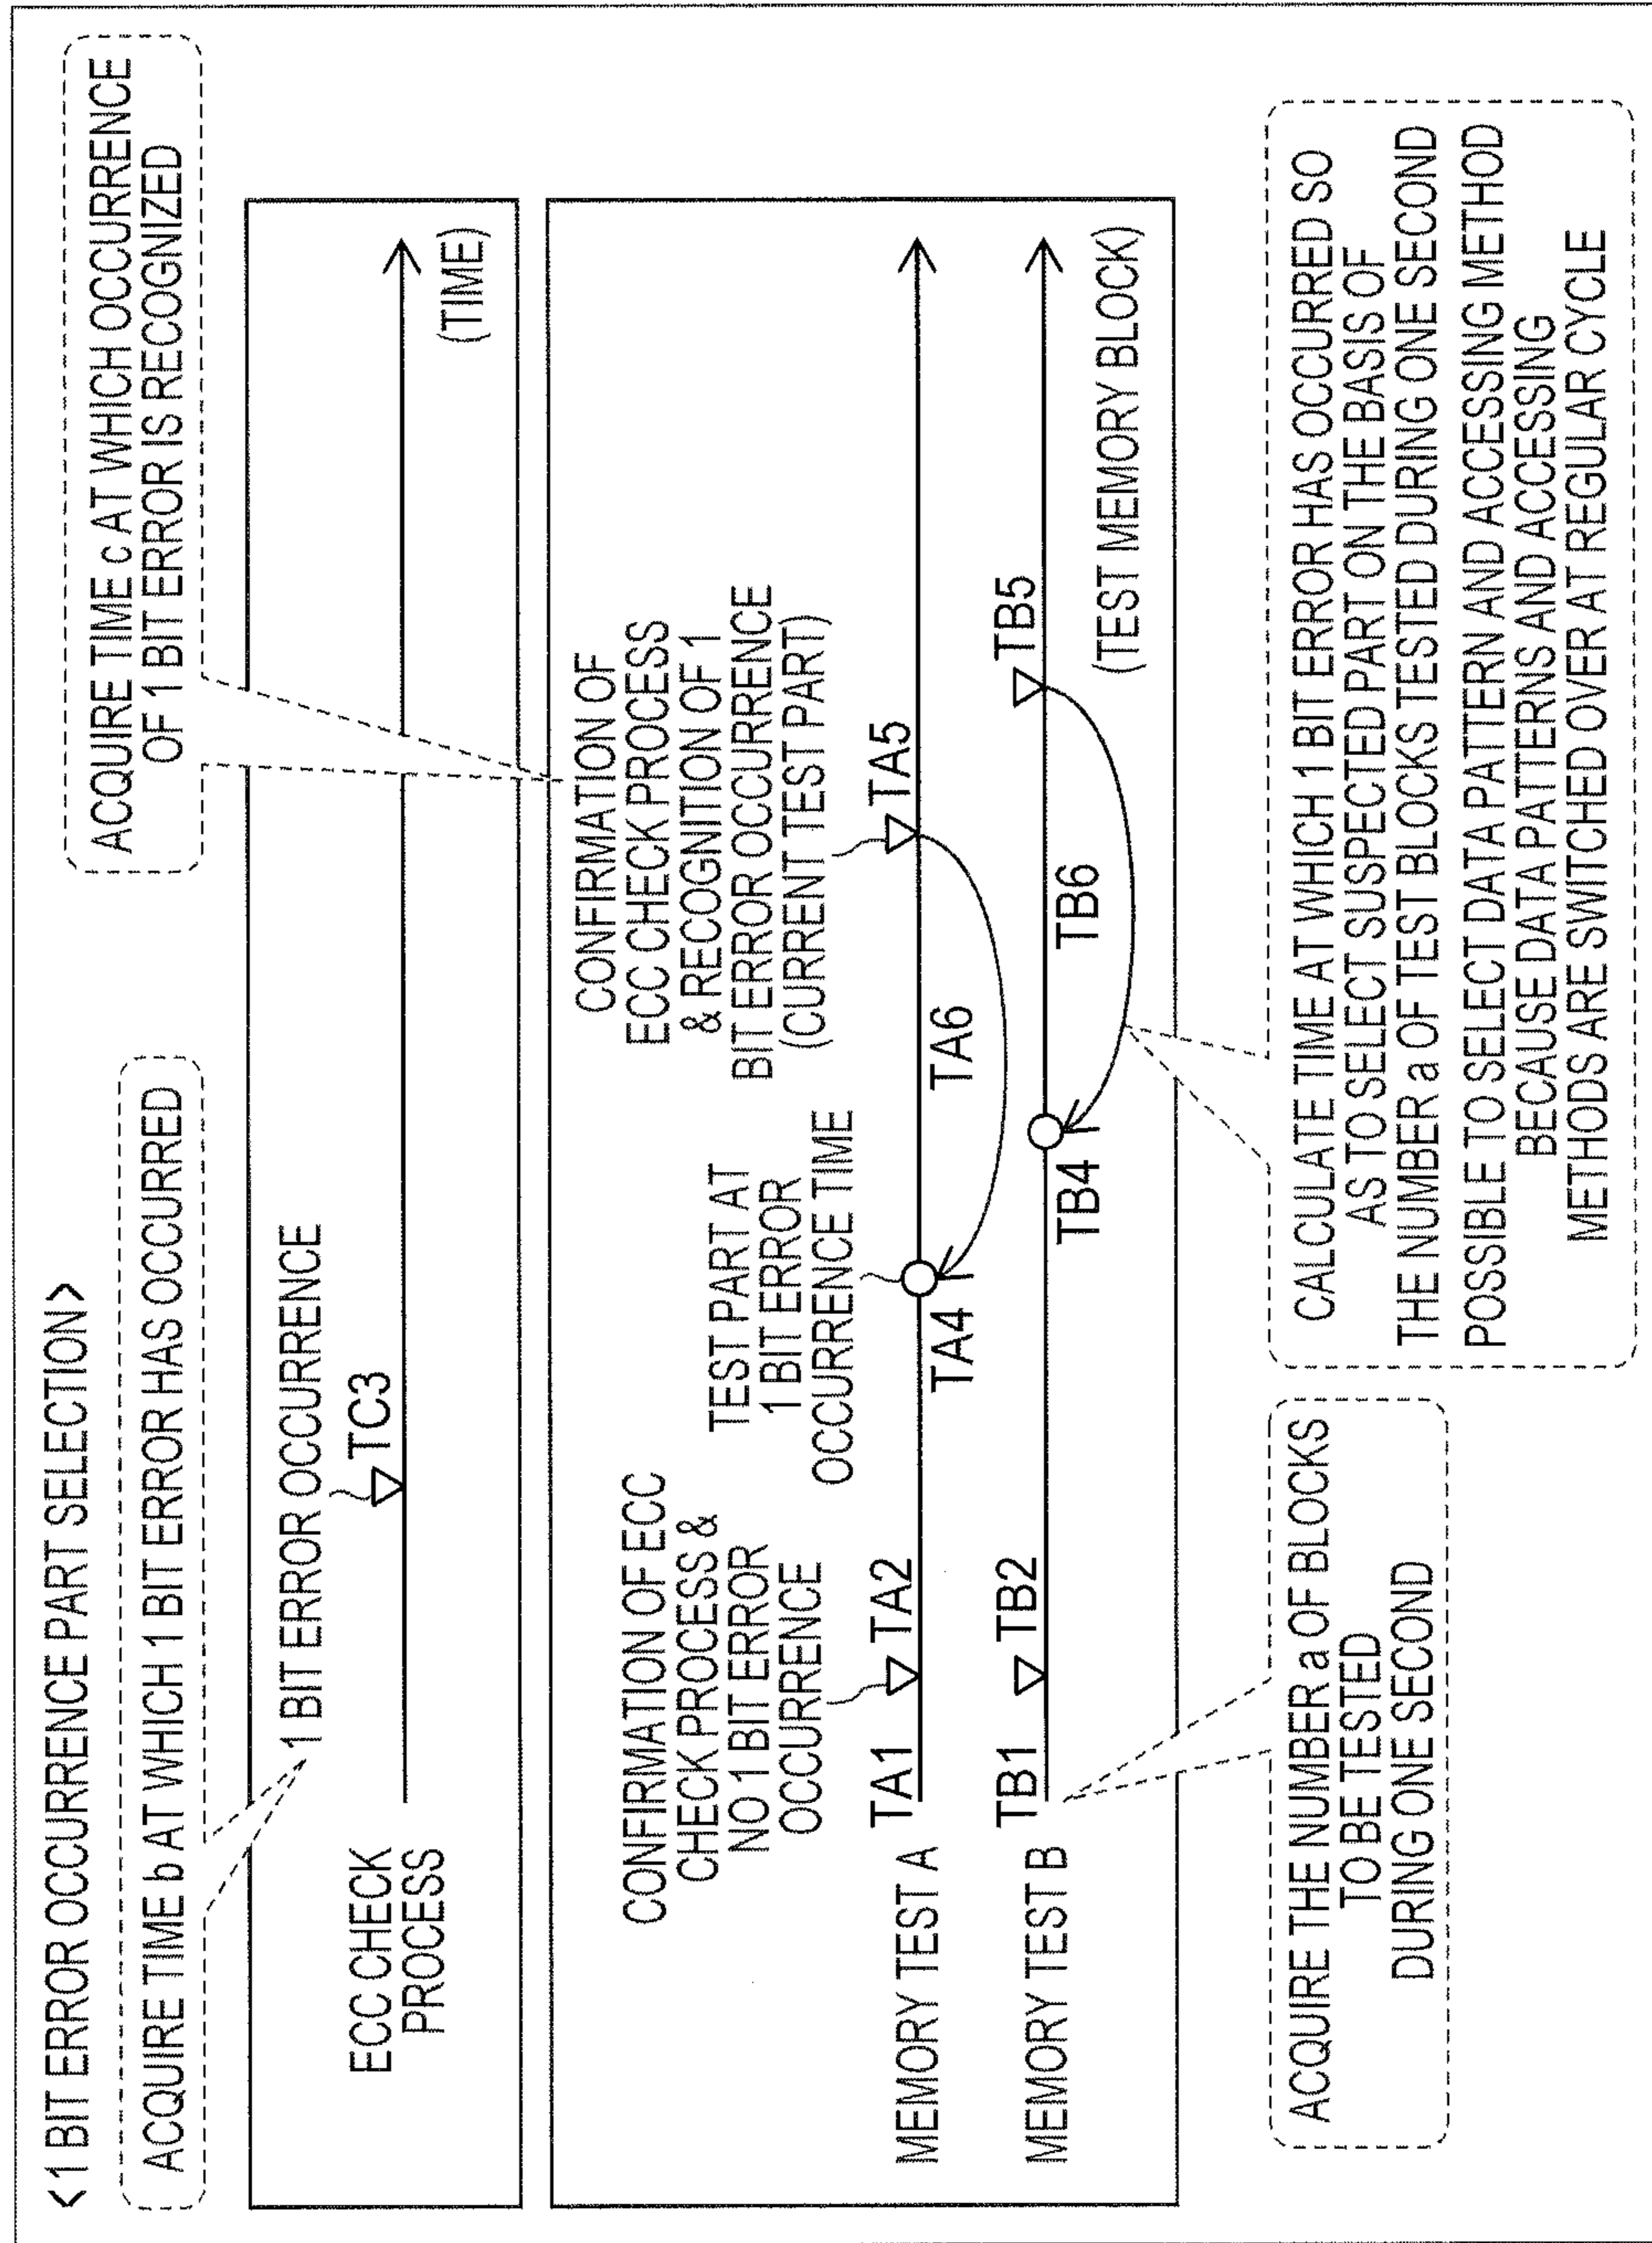 <1 BIT ERROR OCCURRENCE PART SELECTION>
ACQUIRE TIME b AT WHICH 1 BIT ERROR HAS OCCURRED
ACQUIRE TIME c AT WHICH OCCURRENCE
OF 1 BIT ERROR IS RECOGNIZED
1 BIT ERROR OCCURRENCE
TC3
ECC CHECK
PROCESS
(TIME)
CONFIRMATION OF ECC
CHECK PROCESS &
NO 1 BIT ERROR
OCCURRENCE
TEST PART AT
1BIT ERROR
OCCURRENCE TIME
CONFIRMATION OF
ECC CHECK PROCESS
& RECOGNITION OF 1
BIT ERROR OCCURRENCE
(CURRENT TEST PART)
MEMORY TEST A
TA1
TA2
TA4
TA6
TA5
MEMORY TEST B
TB1
TB2
TB4
TB6
TB5
(TEST MEMORY BLOCK)
ACQUIRE THE NUMBER a OF BLOCKS
TO BE TESTED
DURING ONE SECOND
CALCULATE TIME AT WHICH 1 BIT ERROR HAS OCCURRED SO
AS TO SELECT SUSPECTED PART ON THE BASIS OF
THE NUMBER a OF TEST BLOCKS TESTED DURING ONE SECOND
POSSIBLE TO SELECT DATA PATTERN AND ACCESSING METHOD
BECAUSE DATA PATTERNS AND ACCESSING
METHODS ARE SWITCHED OVER AT REGULAR CYCLE